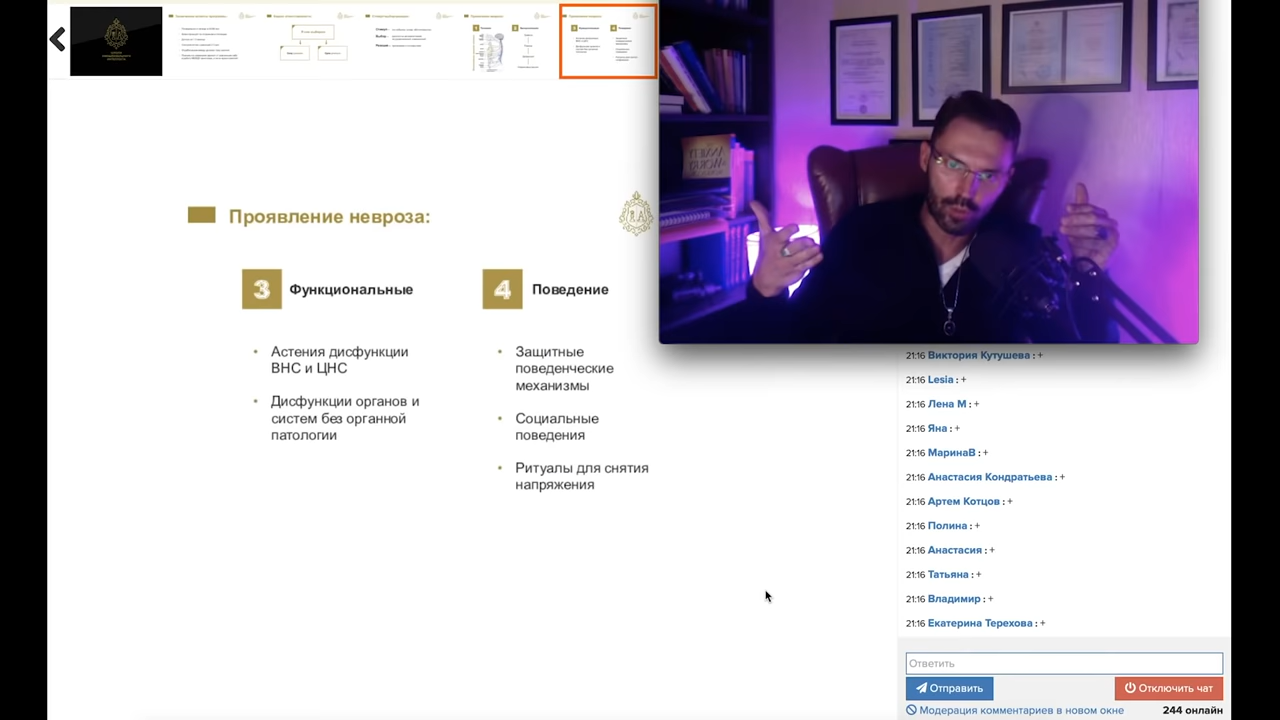 Проявление невроза:
3 Функциональные
Астения дисфункции
ВНС и ЦНС
Дисфункции органов и
систем без органной
патологии
4 Поведение
Защитные
поведенческие
механизмы
Социальные
поведения
Ритуалы для снятия
напряжения
21:16 Виктория Кутушева : +
21:16 Lesia : +
21:16 Лена М : +
21:16 Яна : +
21:16 МаринаВ : +
21:16 Анастасия Кондратьева : +
21:16 Артем Котцов : +
21:16 Полина : +
21:16 Анастасия : +
21:16 Татьяна : +
21:16 Владимир : +
21:16 Екатерина Терехова : +
Ответить
Отправить
Отключить чат
Модерация комментариев в новом окне
244 онлайн